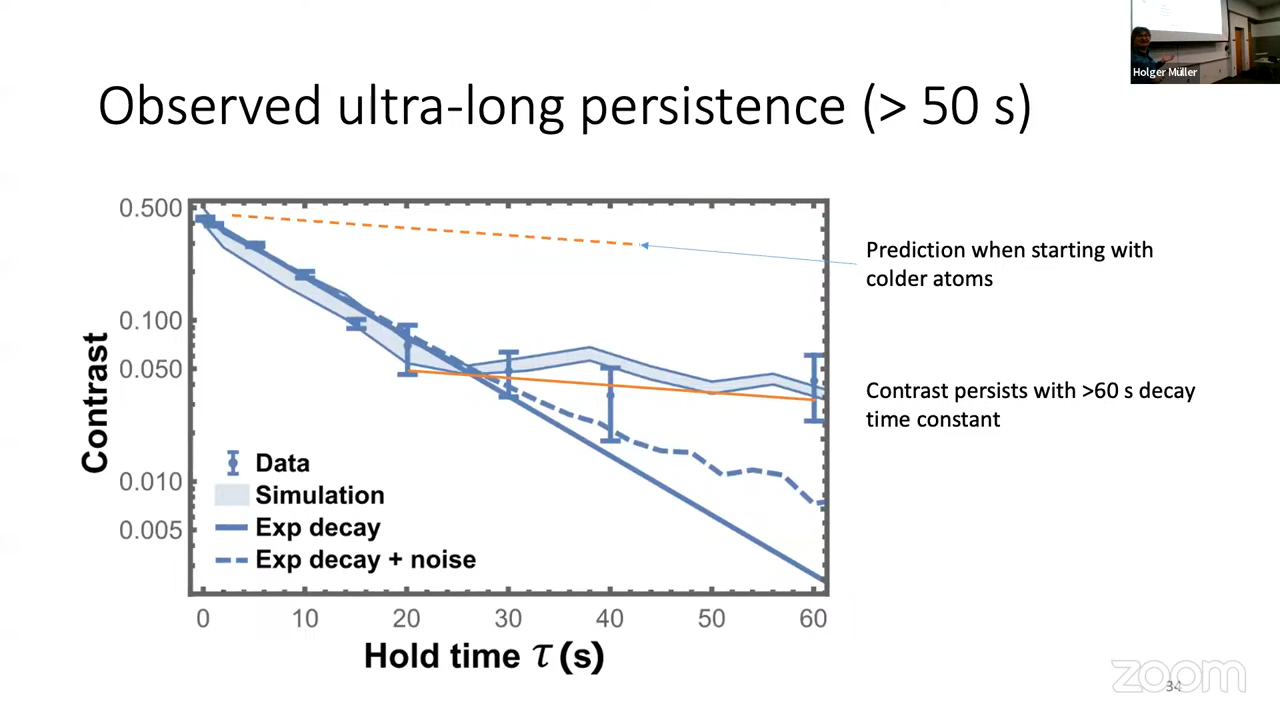 Holger Müller
Observed ultra-long persistence (> 50 s)
0.500
0.100
0.050
0.010
0.005
Contrast
Data
Simulation
Exp decay
Exp decay + noise
0 10 20 30 40 50 60
Hold time τ (s)
Prediction when starting with
colder atoms
Contrast persists with >60 s decay
time constant
34
zoom